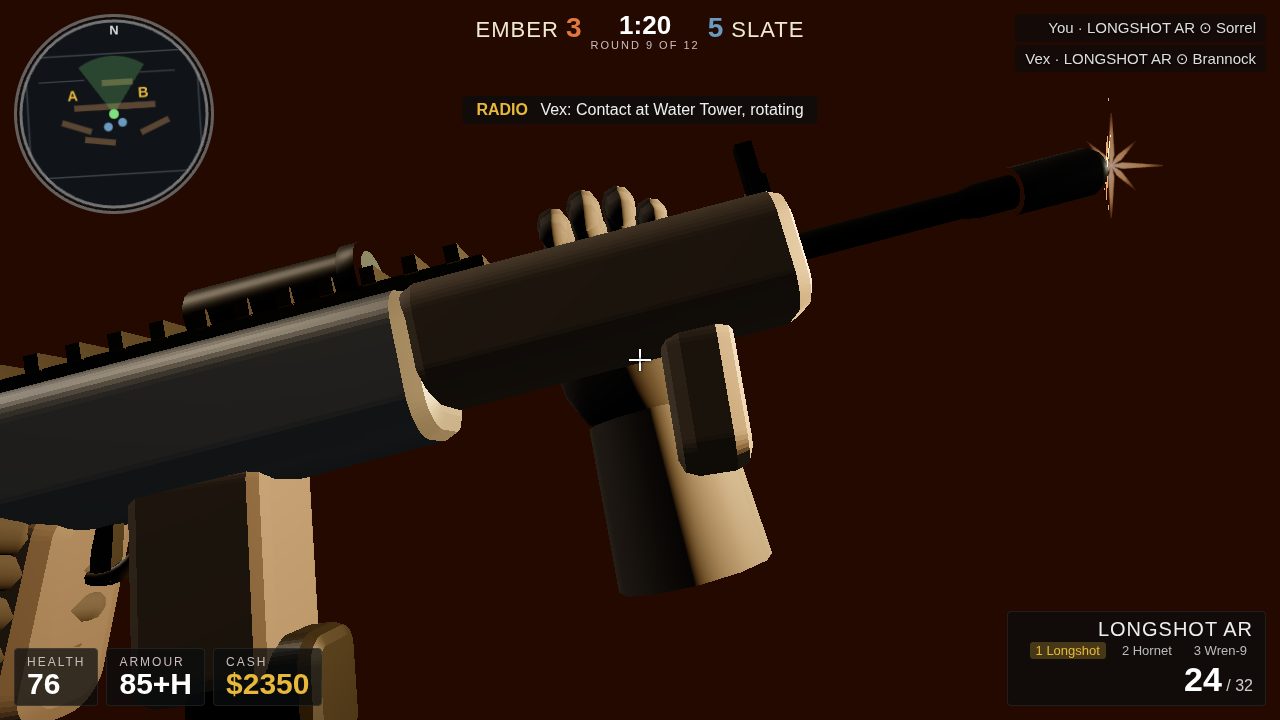 N
A
B
EMBER 3 1:20 5 SLATE
ROUND 9 OF 12
You · LONGSHOT AR ⊙ Sorrel
Vex · LONGSHOT AR ⊙ Brannock
RADIO Vex: Contact at Water Tower, rotating
HEALTH
76
ARMOUR
85+H
CASH
$2350
LONGSHOT AR
1 Longshot 2 Hornet 3 Wren-9
24 / 32